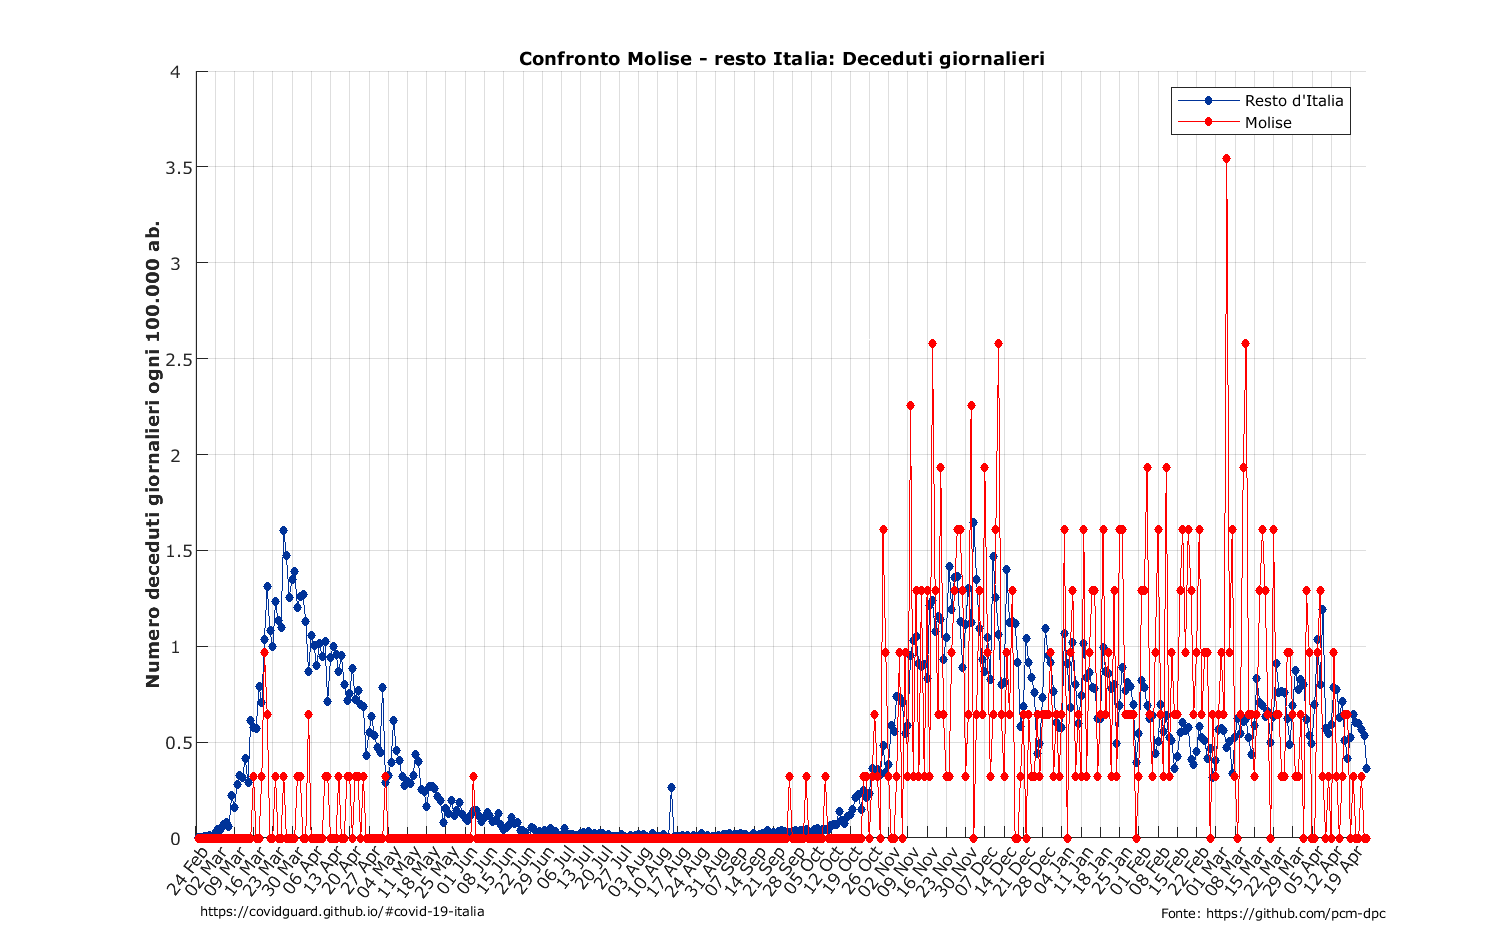 Confronto Molise - resto Italia: Deceduti giornalieri
Resto d'Italia
Molise
Numero deceduti giornalieri ogni 100.000 ab.
4
3.5
3
2.5
2
1.5
1
0.5
0
24 Feb
02 Mar
09 Mar
16 Mar
23 Mar
30 Mar
06 Apr
13 Apr
20 Apr
27 Apr
04 May
11 May
18 May
25 May
01 Jun
08 Jun
15 Jun
22 Jun
29 Jun
06 Jul
13 Jul
20 Jul
27 Jul
03 Aug
10 Aug
17 Aug
24 Aug
31 Aug
07 Sep
14 Sep
21 Sep
28 Sep
05 Oct
12 Oct
19 Oct
26 Oct
02 Nov
09 Nov
16 Nov
23 Nov
30 Nov
07 Dec
14 Dec
21 Dec
28 Dec
04 Jan
11 Jan
18 Jan
25 Jan
01 Feb
08 Feb
15 Feb
22 Feb
01 Mar
08 Mar
15 Mar
22 Mar
29 Mar
05 Apr
12 Apr
19 Apr
https://covidguard.github.io/#covid-19-italia
Fonte: https://github.com/pcm-dpc